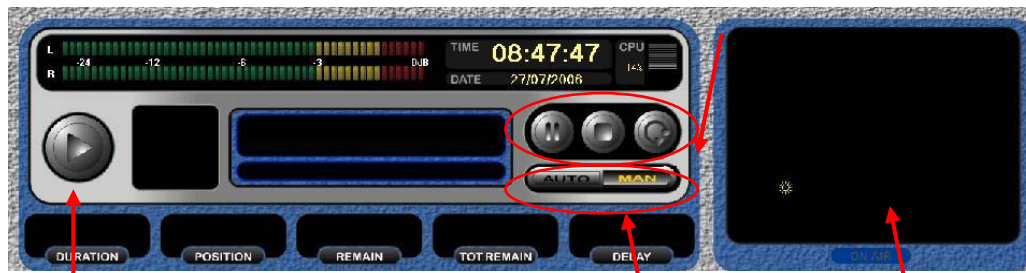 L
-24 -12 -6 -3 0JB
R
TIME 08:47:47
DATE 27/07/2006
CPU
14%
AUTO MAN
DURATION POSITION REMAIN TOT REMAIN DELAY
ON AIR